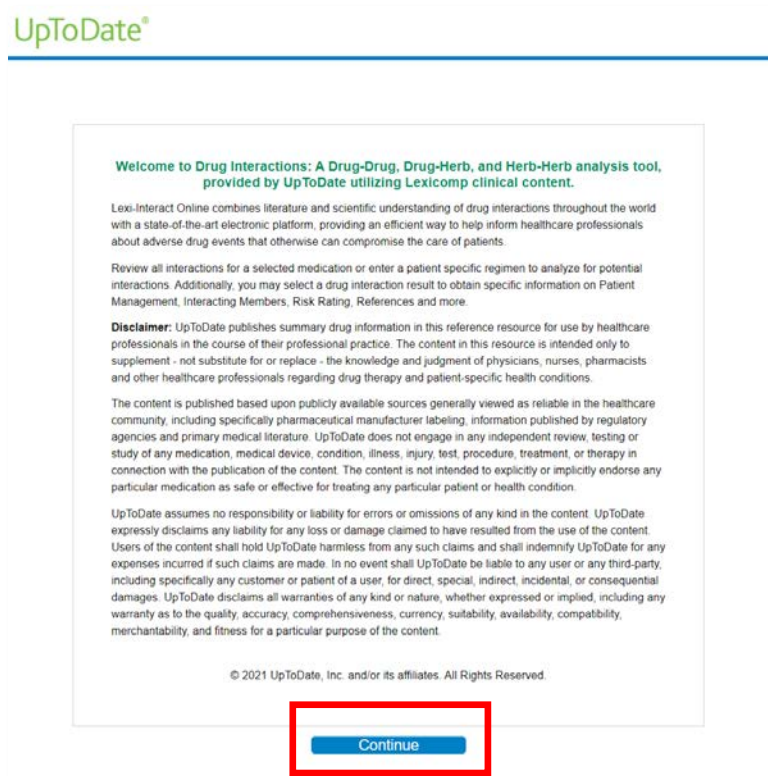 UpToDate®
Welcome to Drug Interactions: A Drug-Drug, Drug-Herb, and Herb-Herb analysis tool,
provided by UpToDate utilizing Lexicomp clinical content.
Lexi-Interact Online combines literature and scientific understanding of drug interactions throughout the world
with a state-of-the-art electronic platform, providing an efficient way to help inform healthcare professionals
about adverse drug events that otherwise can compromise the care of patients.
Review all interactions for a selected medication or enter a patient specific regimen to analyze for potential
interactions. Additionally, you may select a drug interaction result to obtain specific information on Patient
Management, Interacting Members, Risk Rating, References and more.
Disclaimer: UpToDate publishes summary drug information in this reference resource for use by healthcare
professionals in the course of their professional practice. The content in this resource is intended only to
supplement - not substitute for or replace - the knowledge and judgment of physicians, nurses, pharmacists
and other healthcare professionals regarding drug therapy and patient-specific health conditions.
The content is published based upon publicly available sources generally viewed as reliable in the healthcare
community, including specifically pharmaceutical manufacturer labeling, information published by regulatory
agencies and primary medical literature. UpToDate does not engage in any independent review, testing or
study of any medication, medical device, condition, illness, injury, test, procedure, treatment, or therapy in
connection with the publication of the content. The content is not intended to explicitly or implicitly endorse any
particular medication as safe or effective for treating any particular patient or health condition.
UpToDate assumes no responsibility or liability for errors or omissions of any kind in the content. UpToDate
expressly disclaims any liability for any loss or damage claimed to have resulted from the use of the content.
Users of the content shall hold UpToDate harmless from any such claims and shall indemnify UpToDate for any
expenses incurred if such claims are made. In no event shall UpToDate be liable to any user or any third-party,
including specifically any customer or patient of a user, for direct, special, indirect, incidental, or consequential
damages. UpToDate disclaims all warranties of any kind or nature, whether expressed or implied, including any
warranty as to the quality, accuracy, comprehensiveness, currency, suitability, availability, compatibility,
merchantability, and fitness for a particular purpose of the content.
© 2021 UpToDate, Inc. and/or its affiliates. All Rights Reserved.
Continue